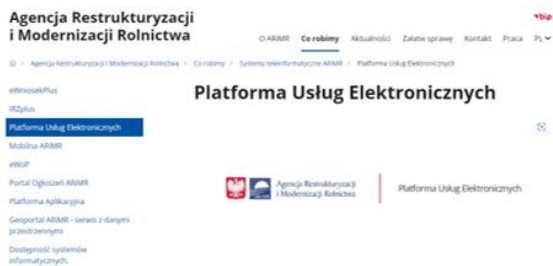 Agencja Restrukturyzacji
i Modernizacji Rolnictwa
bip
O ARIMR Co robimy Aktualności Załatw sprawę Kontakt Praca PL
Agencja Restrukturyzacji i Modernizacji Rolnictwa > Co robimy > Systemy teleinformatyczne ARiMR > Platforma Usług Elektronicznych
eWniosekPlus
IRZplus
Platforma Usług Elektronicznych
Mobilna ARiMR
eWoP
Portal Ogłoszeń ARiMR
Platforma Aplikacyjna
Geoportal ARiMR - serwis z danymi
przestrzennymi
Dostępność systemów
informatycznych.
Platforma Usług Elektronicznych
Agencja Restrukturyzacji
i Modernizacji Rolnictwa
Platforma Usług Elektronicznych